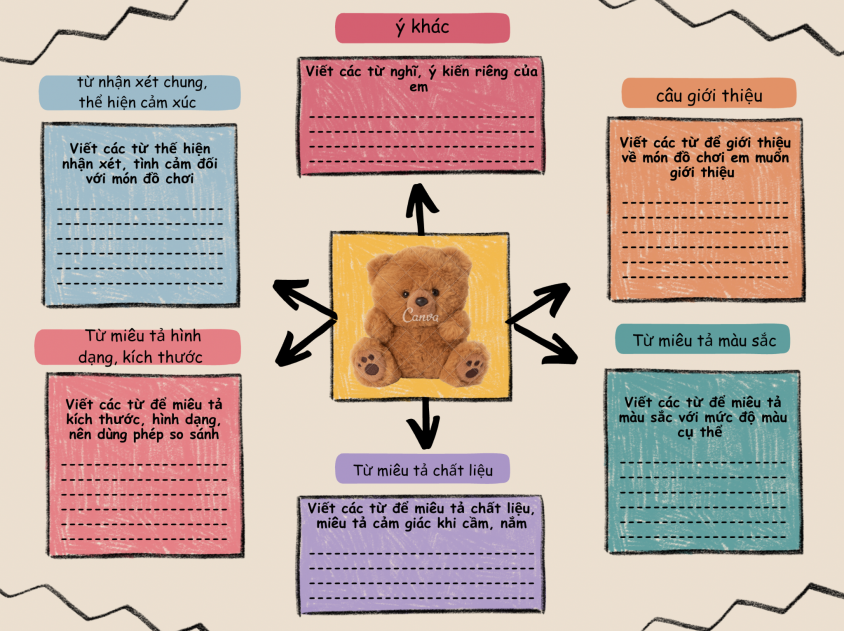 ý khác
Viết các từ nghĩ, ý kiến riêng của
em
từ nhận xét chung,
thể hiện cảm xúc
Viết các từ thế hiện
nhận xét, tình cảm đối
với món đồ chơi
câu giới thiệu
Viết các từ để giới thiệu
về món đồ chơi em muốn
giới thiệu
Canva
Từ miêu tả hình
dạng, kích thước
Viết các từ để miêu tả
kích thước, hình dạng,
nên dùng phép so sánh
Từ miêu tả màu sắc
Viết các từ để miêu tả
màu sắc với mức độ màu
cụ thể
Từ miêu tả chất liệu
Viết các từ để miêu tả chất liệu,
miêu tả cảm giác khi cầm, nắm